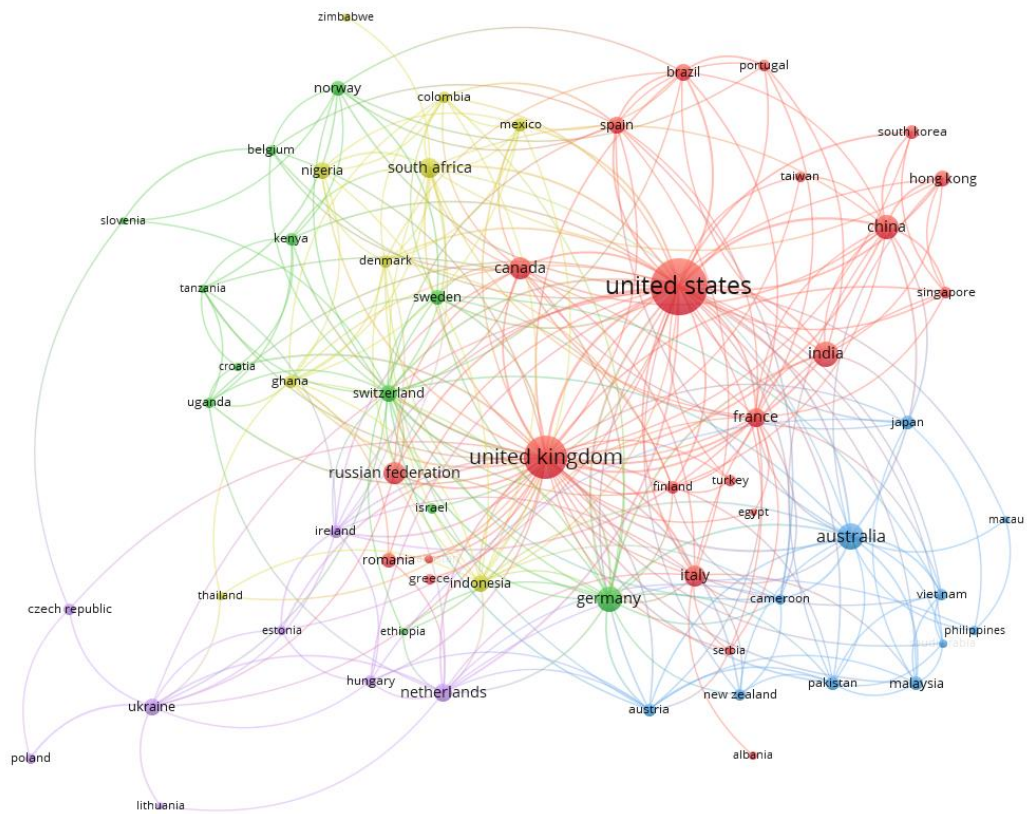 zimbabwe
brazil
portugal
norway
colombia
mexico
spain
south korea
belgium
nigeria
south africa
taiwan
hong kong
slovenia
china
kenya
denmark
canada
united states
tanzania
sweden
singapore
croatia
ghana
india
uganda
switzerland
france
japan
russian federation
united kingdom
finland
turkey
israel
egypt
macau
ireland
australia
romania
greece
indonesia
italy
thailand
germany
cameroon
viet nam
czech republic
estonia
ethiopia
philippines
serbia
hungary
netherlands
new zealand
pakistan
malaysia
ukraine
austria
poland
albania
lithuania